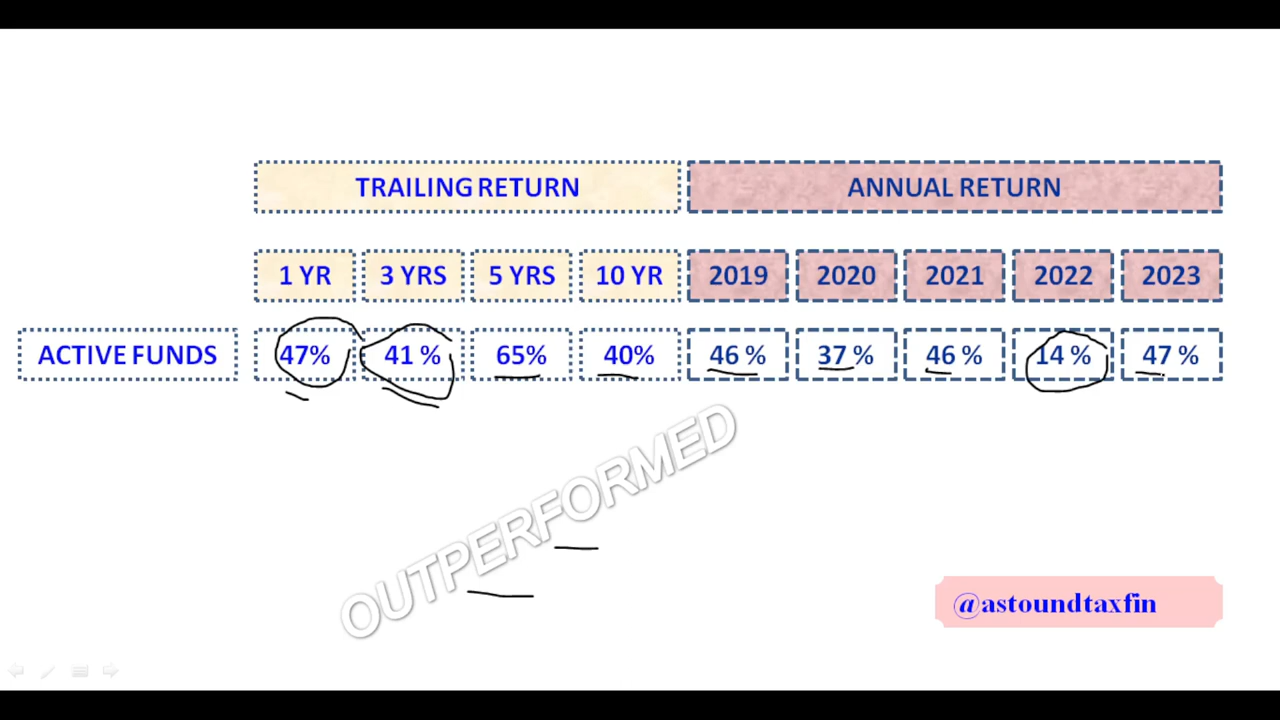 TRAILING RETURN ANNUAL RETURN
1 YR 3 YRS 5 YRS 10 YR 2019 2020 2021 2022 2023
ACTIVE FUNDS 47% 41 % 65% 40% 46 % 37 % 46 % 14 % 47 %
OUTPERFORMED
@astoundtaxfin